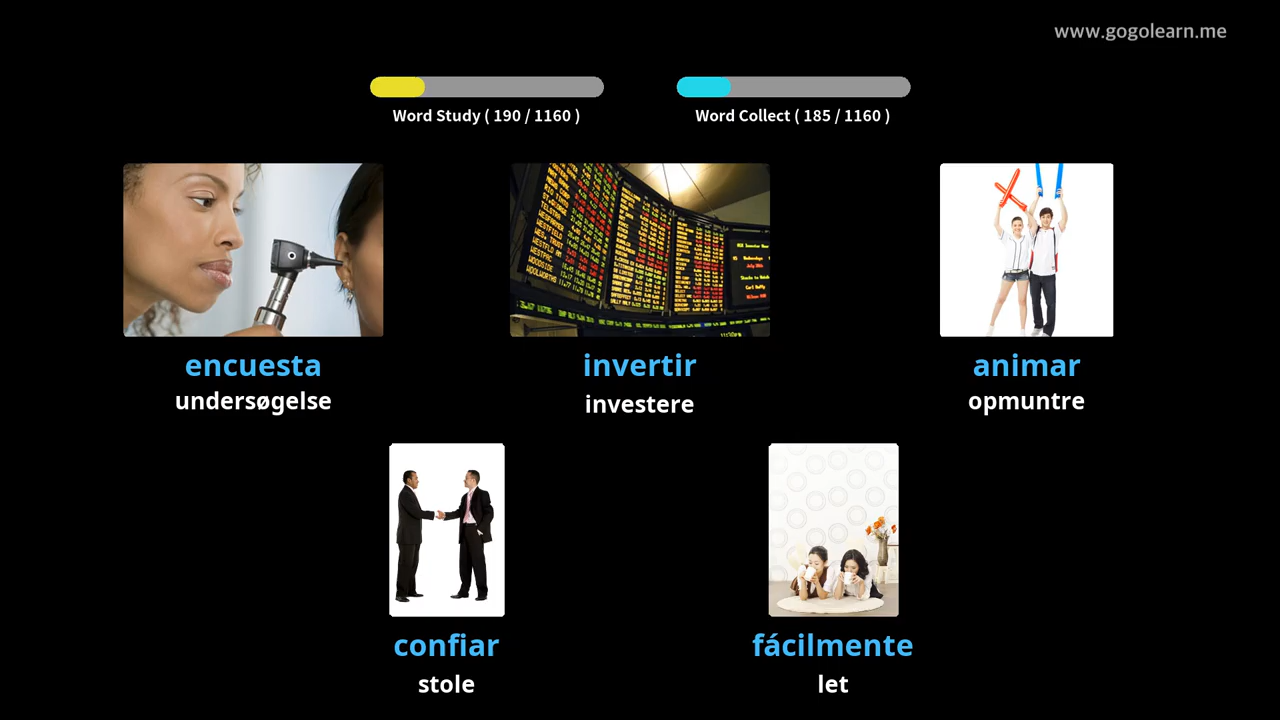 www.gogolearn.me
Word Study ( 190 / 1160 )
Word Collect ( 185 / 1160 )
encuesta
undersøgelse
invertir
investere
animar
opmuntre
confiar
stole
fácilmente
let